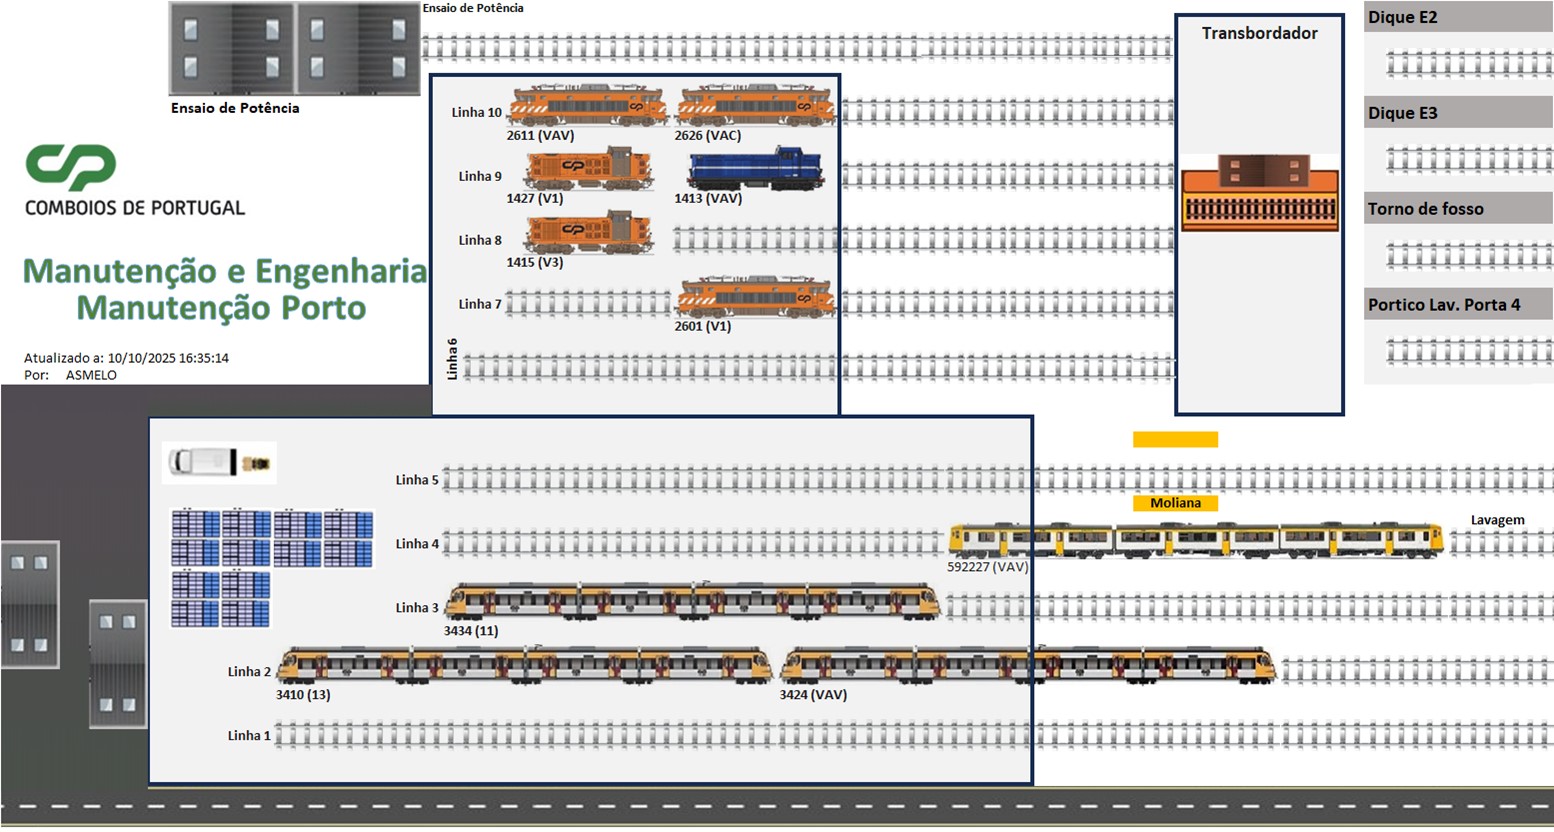 Ensaio de Potência
Transbordador
Dique E2
Ensaio de Potência
Linha 10
2611 (VAV)
2626 (VAC)
Dique E3
CP
COMBOIOS DE PORTUGAL
Linha 9
1427 (V1)
1413 (VAV)
Torno de fosso
Linha 8
1415 (V3)
Manutenção e Engenharia
Manutenção Porto
Linha 7
2601 (V1)
Portico Lav. Porta 4
Atualizado a: 10/10/2025 16:35:14
Por: ASMELO
Linha 6
Linha 5
Moliana
Lavagem
Linha 4
592227 (VAV)
Linha 3
3434 (11)
Linha 2
3410 (13)
3424 (VAV)
Linha 1